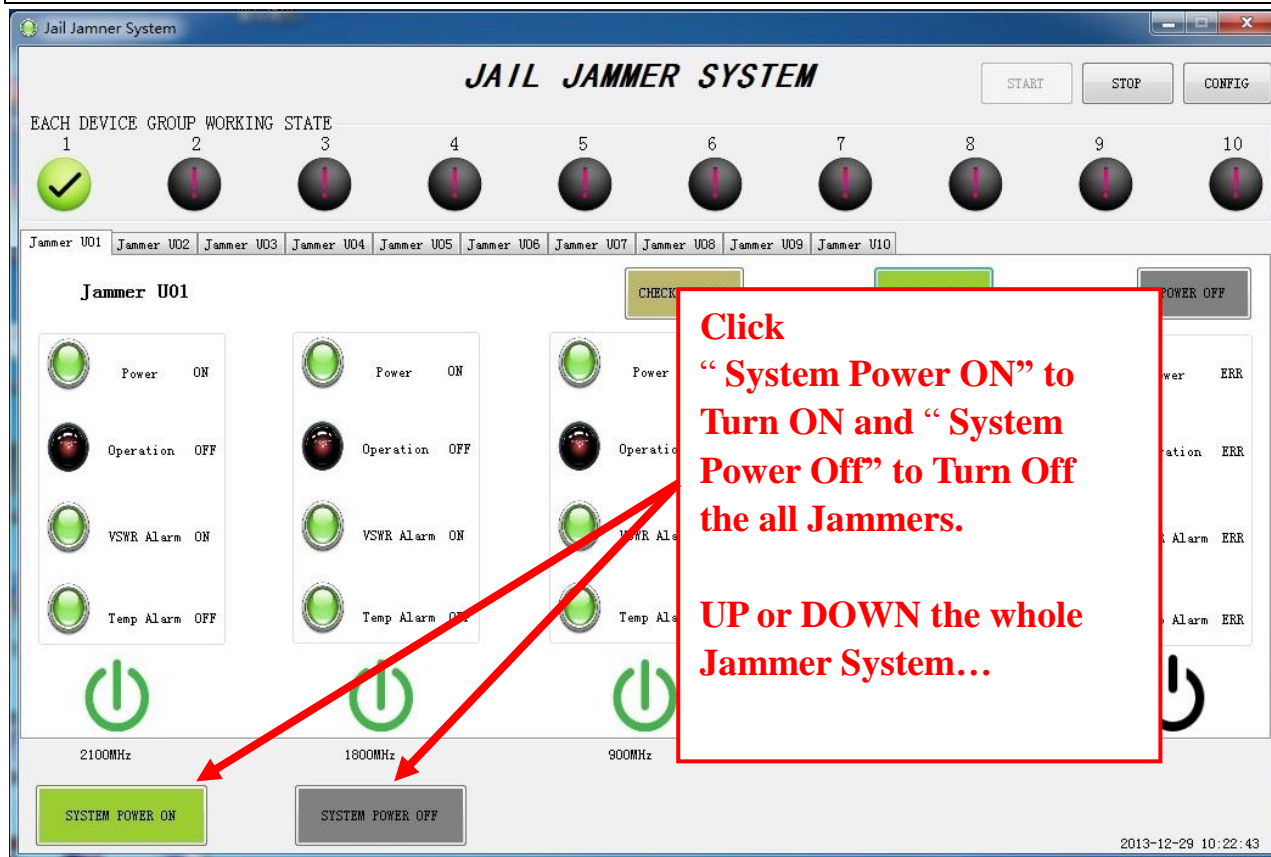 Jail Jamner System
JAIL JAMMER SYSTEM
START STOP CONFIG
EACH DEVICE GROUP WORKING STATE
1 2 3 4 5 6 7 8 9 10
Jammer U01 Jammer U02 Jammer U03 Jammer U04 Jammer U05 Jammer U06 Jammer U07 Jammer U08 Jammer U09 Jammer U10
Jammer U01
CHECK
POWER OFF
Power ON Power ON Power ERR
Operation OFF Operation OFF ERR
VSWR Alarm ON VSWR Alarm ON VSWR Alarm ERR
Temp Alarm OFF Temp Alarm Temp Alarm ERR
Click
“ System Power ON” to
Turn ON and “ System
Power Off” to Turn Off
the all Jammers.
UP or DOWN the whole
Jammer System…
2100MHz 1800MHz 900MHz
SYSTEM POWER ON SYSTEM POWER OFF
2013-12-29 10:22:43